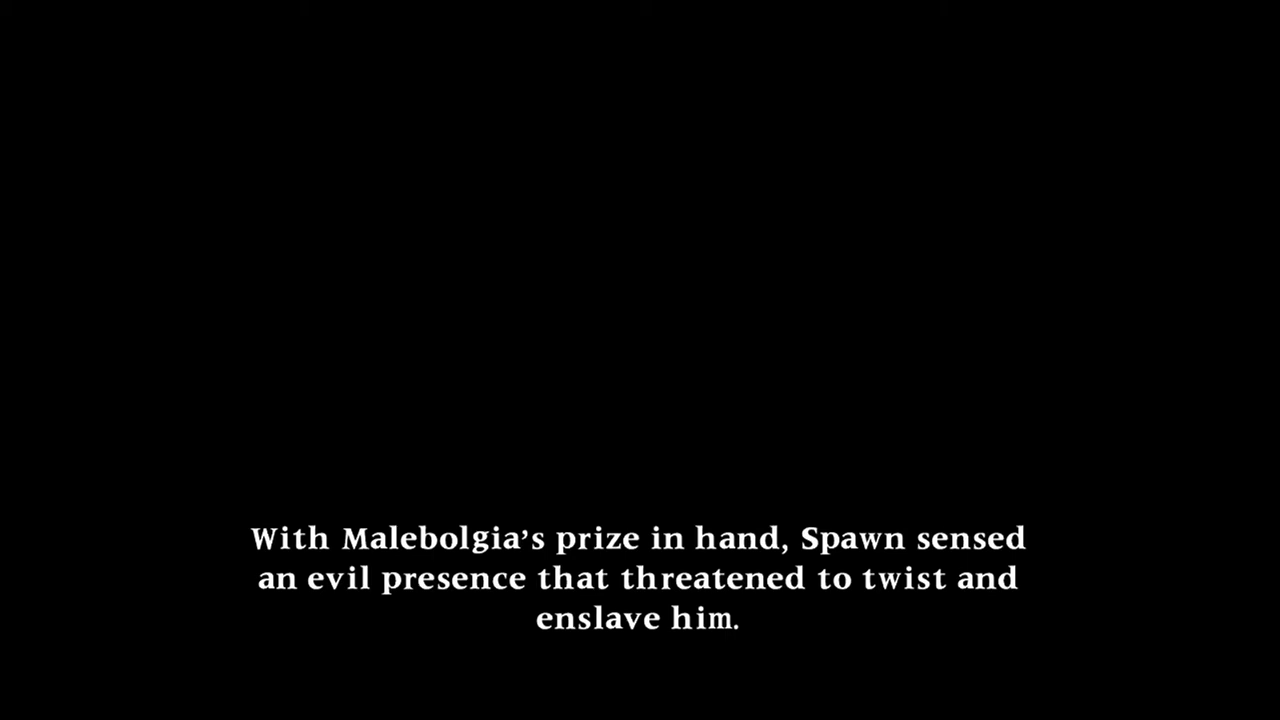 With Malebolgia's prize in hand, Spawn sensed
an evil presence that threatened to twist and
enslave him.